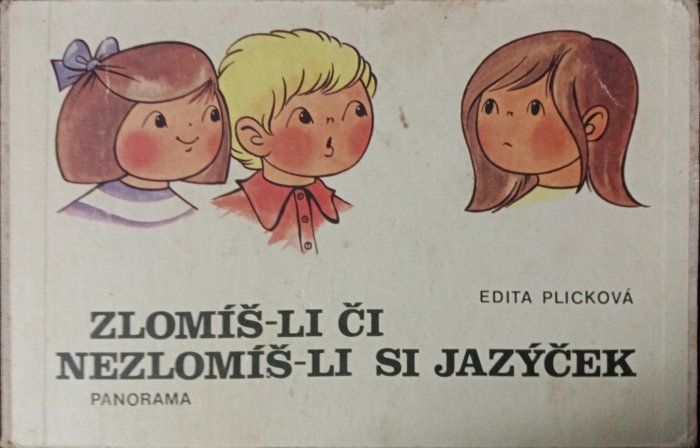 EDITA PLICKOVÁ
ZLOMÍŠ-LI ČI
NEZLOMÍŠ-LI SI JAZÝČEK
PANORAMA